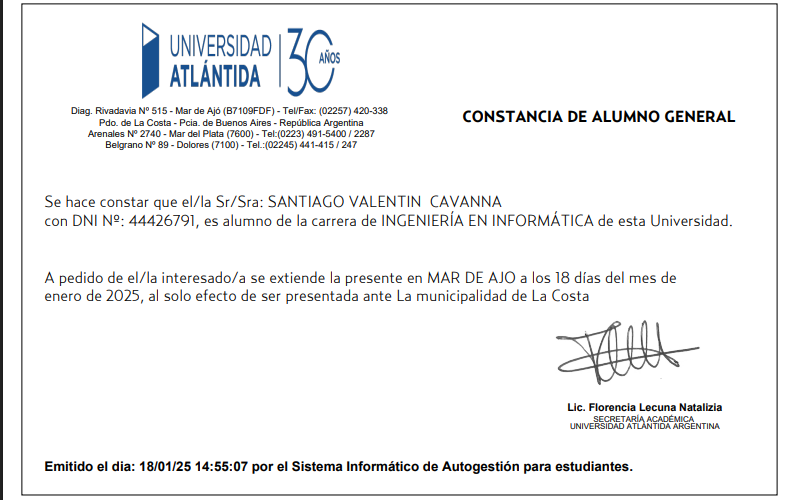 UNIVERSIDAD
ATLÁNTIDA
30 AÑOS
Diag. Rivadavia Nº 515 - Mar de Ajó (B7109FDF) - Tel/Fax: (02257) 420-338
Pdo. de La Costa - Pcia. de Buenos Aires - República Argentina
Arenales Nº 2740 - Mar del Plata (7600) - Tel:(0223) 491-5400 / 2287
Belgrano Nº 89 - Dolores (7100) - Tel.:(02245) 441-415 / 247
CONSTANCIA DE ALUMNO GENERAL
Se hace constar que el/la Sr/Sra: SANTIAGO VALENTIN CAVANNA
con DNI Nº: 44426791, es alumno de la carrera de INGENIERÍA EN INFORMÁTICA de esta Universidad.
A pedido de el/la interesado/a se extiende la presente en MAR DE AJO a los 18 días del mes de
enero de 2025, al solo efecto de ser presentada ante La municipalidad de La Costa
Lic. Florencia Lecuna Natalizia
SECRETARÍA ACADÉMICA
UNIVERSIDAD ATLÁNTIDA ARGENTINA
Emitido el dia: 18/01/25 14:55:07 por el Sistema Informático de Autogestión para estudiantes.